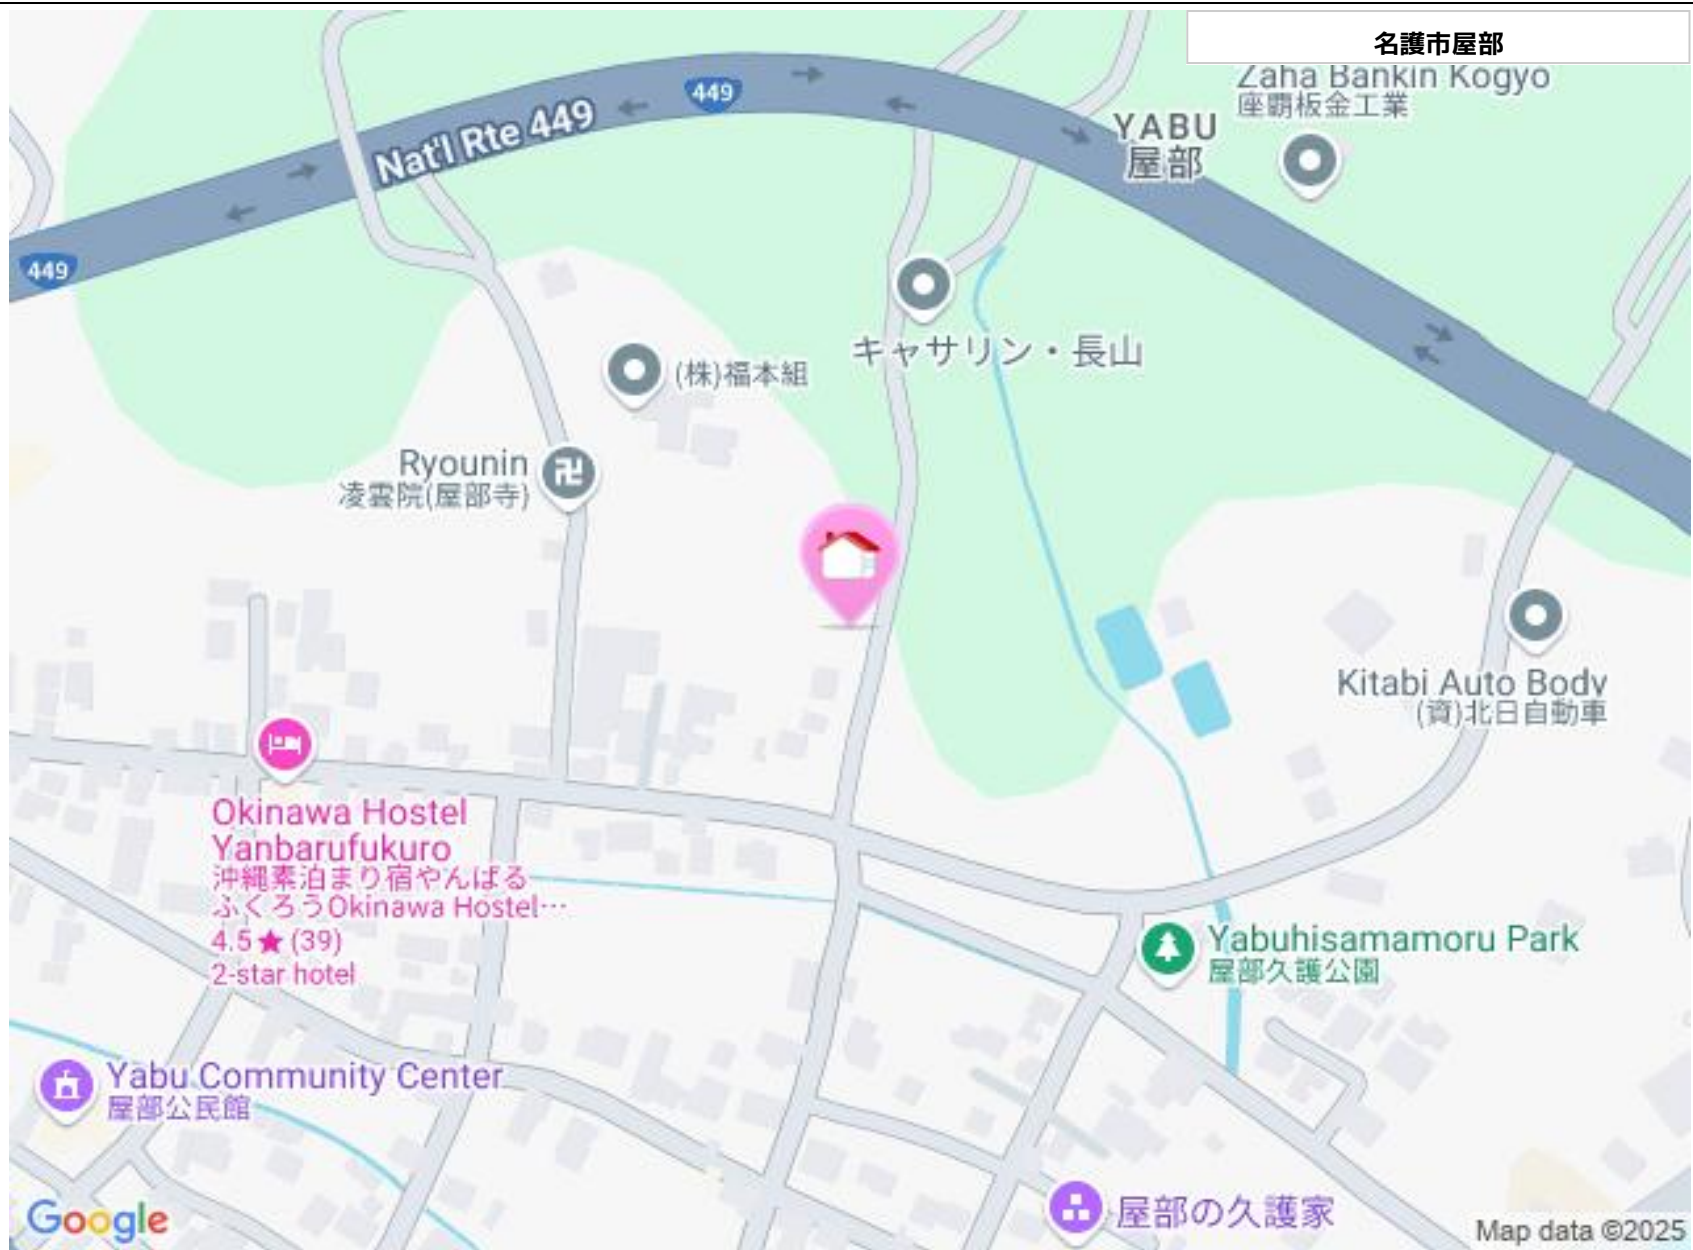 名護市屋部
Zaha Bankin Kogyo
座覇板金工業
449
Nat'l Rte 449
YABU
屋部
449
キャサリン・長山
(株)福本組
Ryounin
凌雲院(屋部寺)
卍
Kitabi Auto Body
(資)北日自動車
Okinawa Hostel
Yanbarufukuro
沖縄素泊まり宿やんばる
ふくろうOkinawa Hostel…
4.5★ (39)
2-star hotel
Yabuhisamamoru Park
屋部久護公園
Yabu Community Center
屋部公民館
屋部の久護家
Google
Map data ©2025